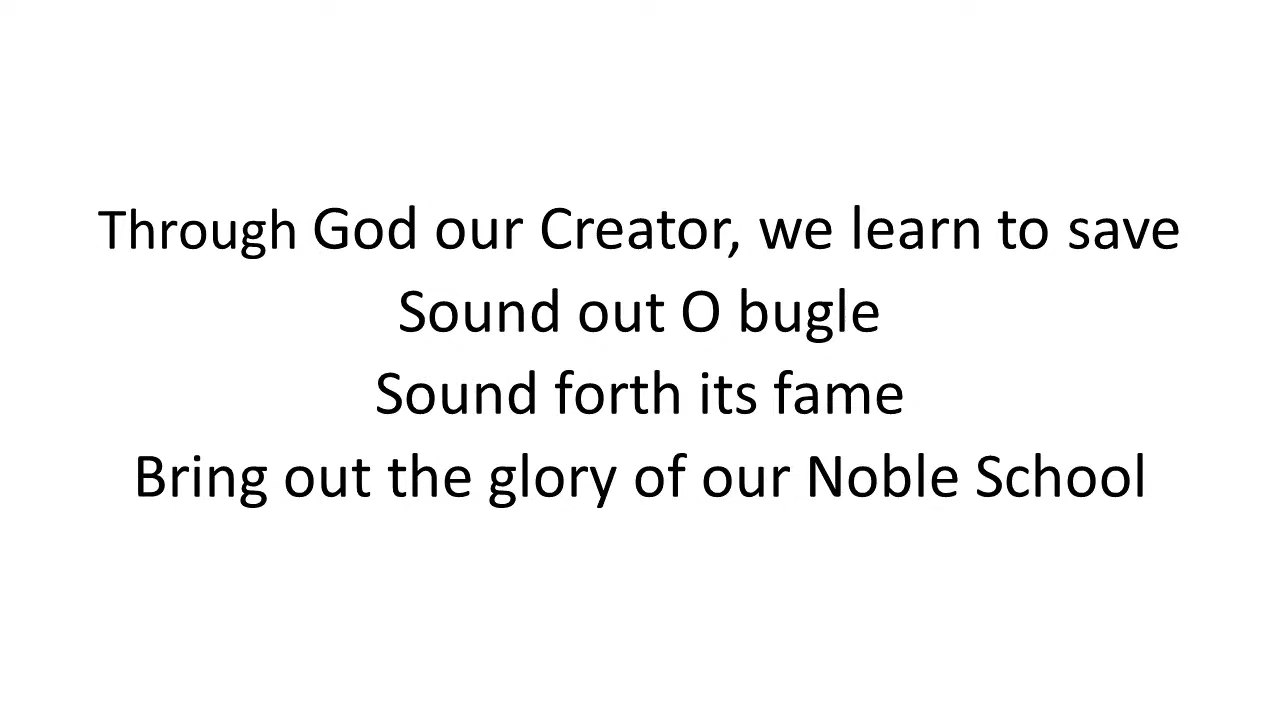 Through God our Creator, we learn to save
Sound out O bugle
Sound forth its fame
Bring out the glory of our Noble School